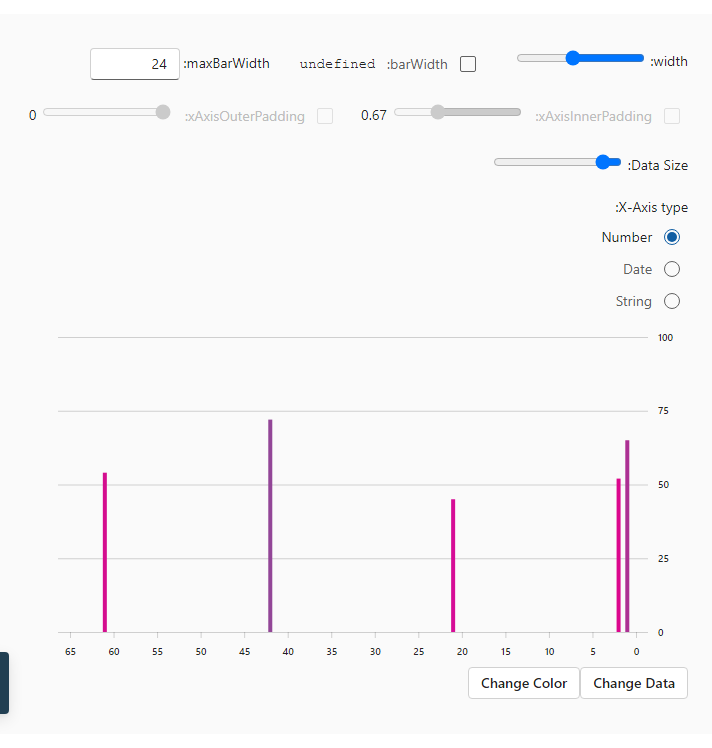 :width
:barWidth undefined
:maxBarWidth 24
:xAxisInnerPadding 0.67
:xAxisOuterPadding 0
:Data Size
:X-Axis type
Number
Date
String
100
75
50
25
0
65 60 55 50 45 40 35 30 25 20 15 10 5 0
Change Color Change Data